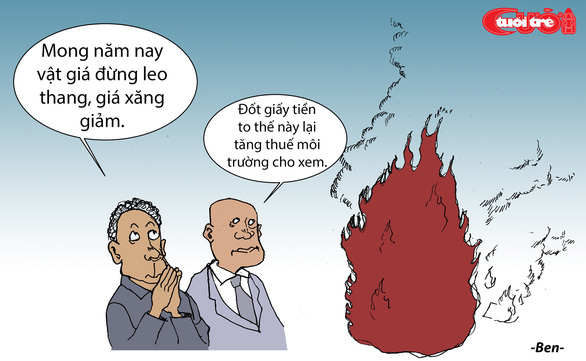 tuổi trẻ
CƯỜI
Mong năm nay
vật giá đừng leo
thang, giá xăng
giảm.
Đốt giấy tiền
to thế này lại
tăng thuế môi
trường cho xem.
-Ben-